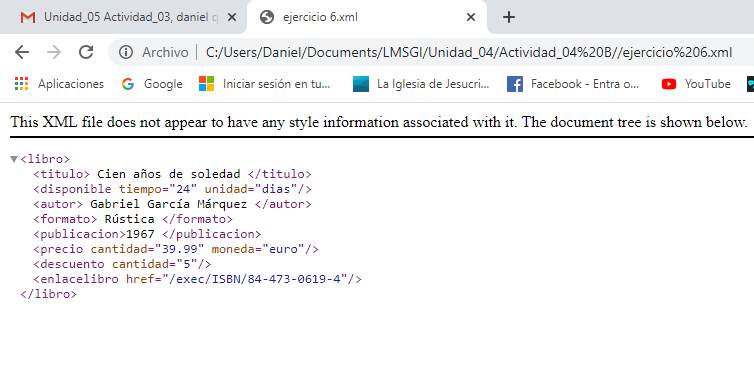 Unidad_05 Actividad_03, daniel q
ejercicio 6.xml
Archivo
C:/Users/Daniel/Documents/LMSGI/Unidad_04/Actividad_04%20B//ejercicio%206.xml
Aplicaciones
Google
Iniciar sesión en tu...
La Iglesia de Jesucri...
Facebook - Entra o...
YouTube
This XML file does not appear to have any style information associated with it. The document tree is shown below.
<libro>
<titulo> Cien años de soledad </titulo>
<disponible tiempo="24" unidad="dias"/>
<autor> Gabriel García Márquez </autor>
<formato> Rústica </formato>
<publicacion>1967 </publicacion>
<precio cantidad="39.99" moneda="euro"/>
<descuento cantidad="5"/>
<enlacelibro href="/exec/ISBN/84-473-0619-4"/>
</libro>